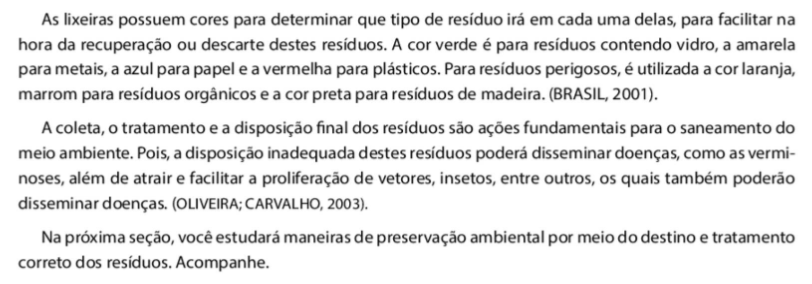 As lixeiras possuem cores para determinar que tipo de resíduo irá em cada uma delas, para facilitar na
hora da recuperação ou descarte destes resíduos. A cor verde é para resíduos contendo vidro, a amarela
para metais, a azul para papel e a vermelha para plásticos. Para resíduos perigosos, é utilizada a cor laranja,
marrom para resíduos orgânicos e a cor preta para resíduos de madeira. (BRASIL, 2001).
A coleta, o tratamento e a disposição final dos resíduos são ações fundamentais para o saneamento do
meio ambiente. Pois, a disposição inadequada destes resíduos poderá disseminar doenças, como as vermi-
noses, além de atrair e facilitar a proliferação de vetores, insetos, entre outros, os quais também poderão
disseminar doenças. (OLIVEIRA; CARVALHO, 2003).
Na próxima seção, você estudará maneiras de preservação ambiental por meio do destino e tratamento
correto dos resíduos. Acompanhe.